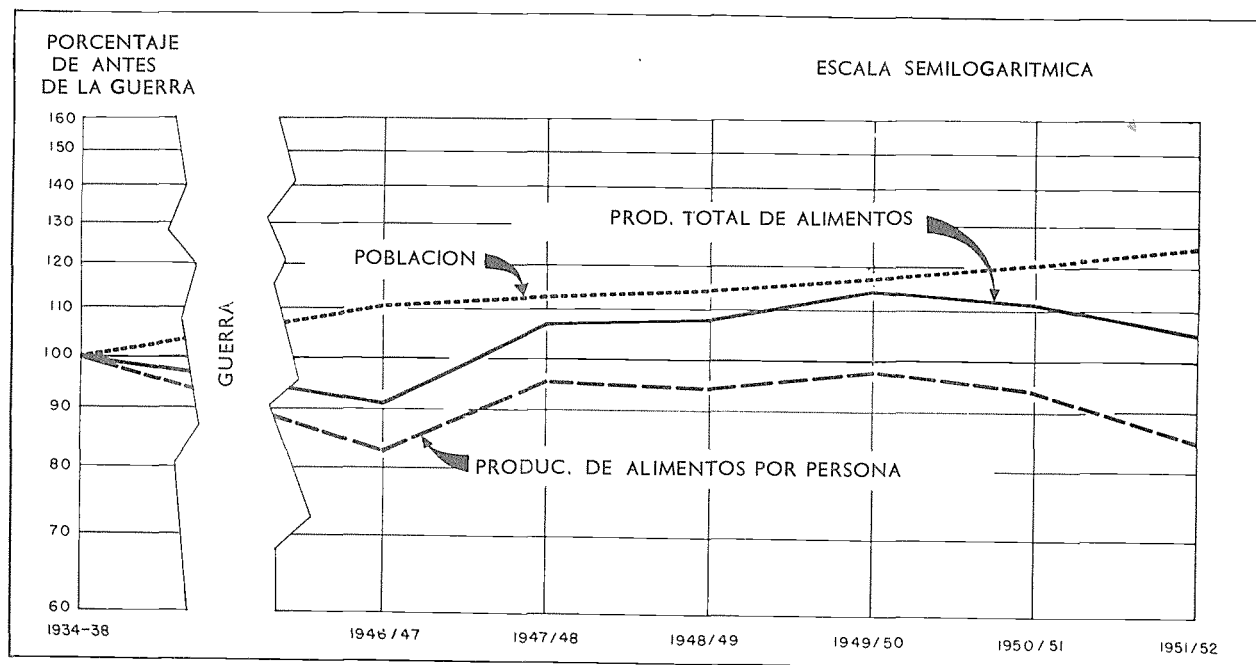 PORCENTAJE
DE ANTES
DE LA GUERRA
ESCALA SEMILOGARITMICA
160
150
140
130
120
110
100
90
80
70
60
PROD. TOTAL DE ALIMENTOS
POBLACION
GUERRA
PRODUC. DE ALIMENTOS POR PERSONA
1934-38
1946/47
1947/48
1948/49
1949/50
1950/51
1951/52